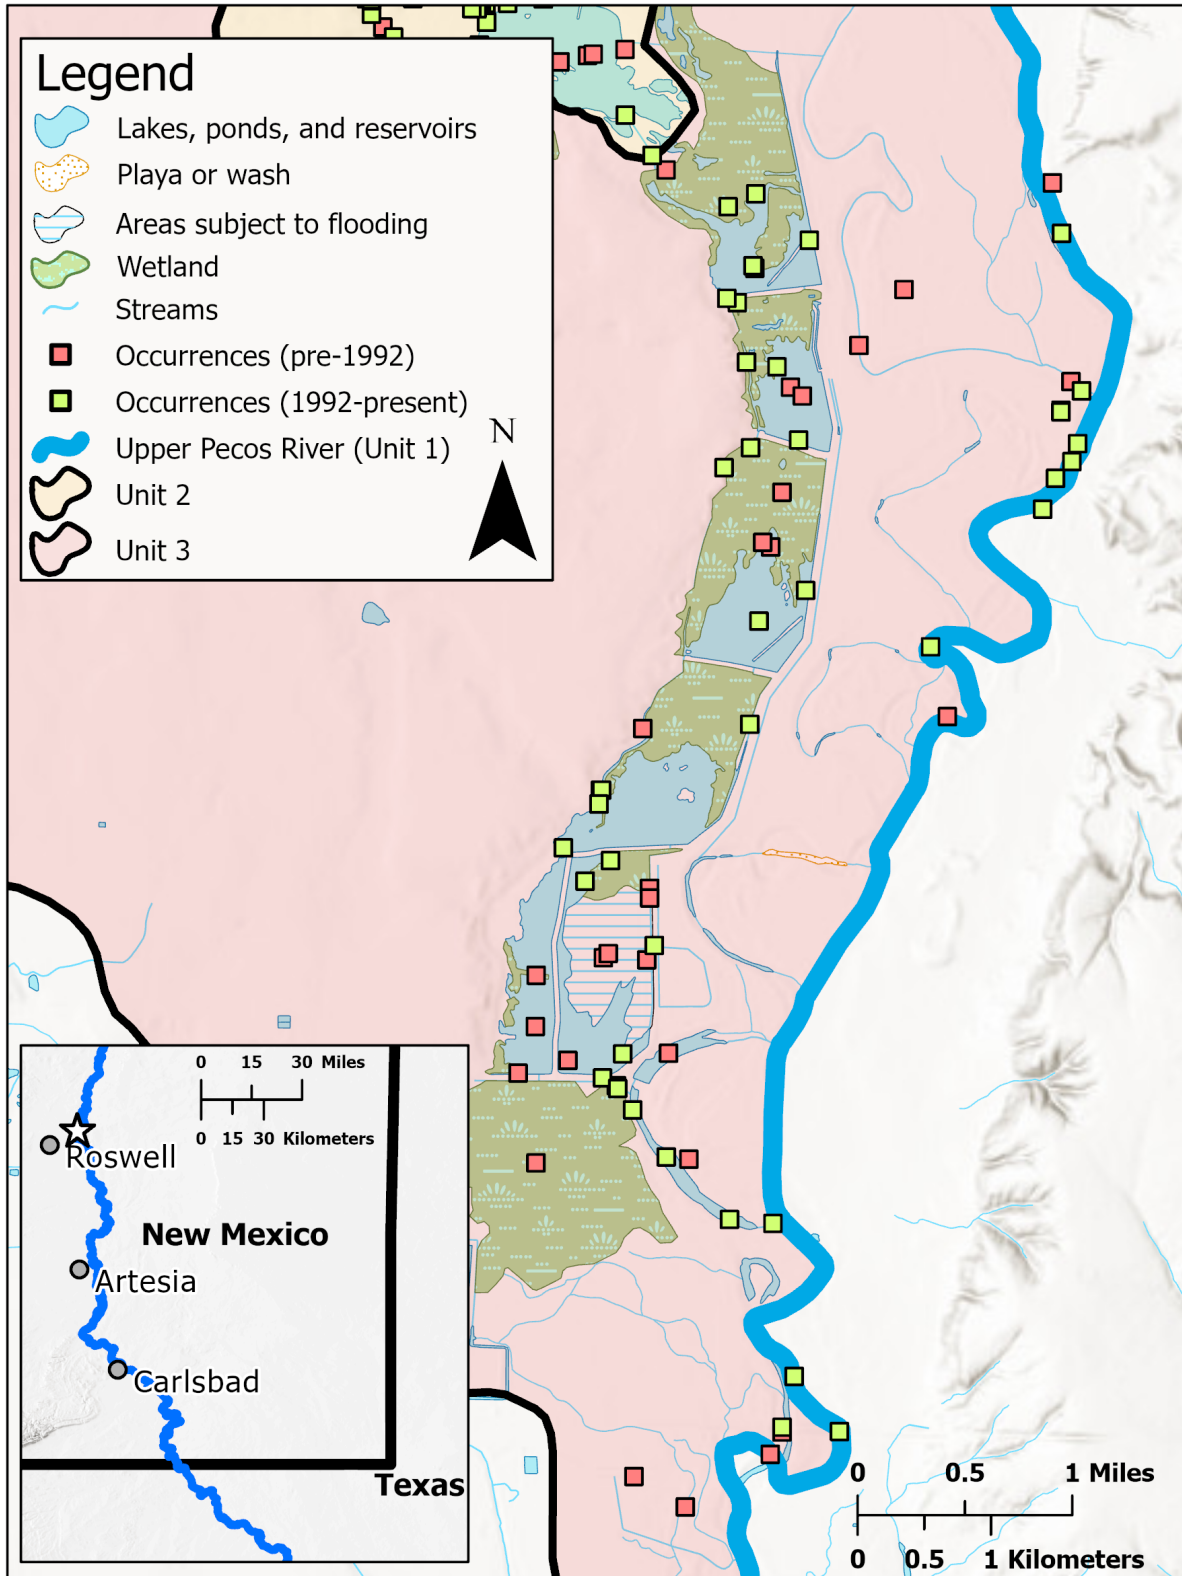 Legend
Lakes, ponds, and reservoirs
Playa or wash
Areas subject to flooding
Wetland
Streams
Occurrences (pre-1992)
Occurrences (1992-present)
Upper Pecos River (Unit 1)
Unit 2
Unit 3
N
0 15 30 Miles
0 15 30 Kilometers
Roswell
New Mexico
Artesia
Carlsbad
Texas
0 0.5 1 Miles
0 0.5 1 Kilometers